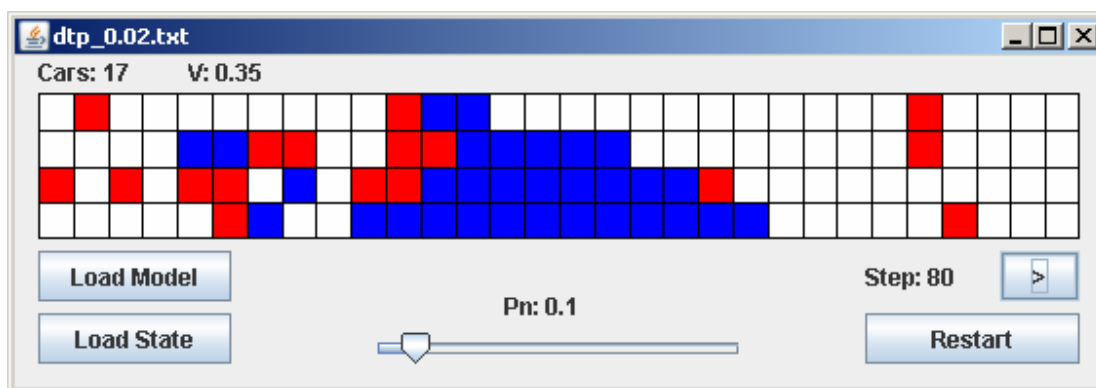 dtp_0.02.txt
Cars: 17 V: 0.35
Load Model
Step: 80 >
Pn: 0.1
Load State
Restart